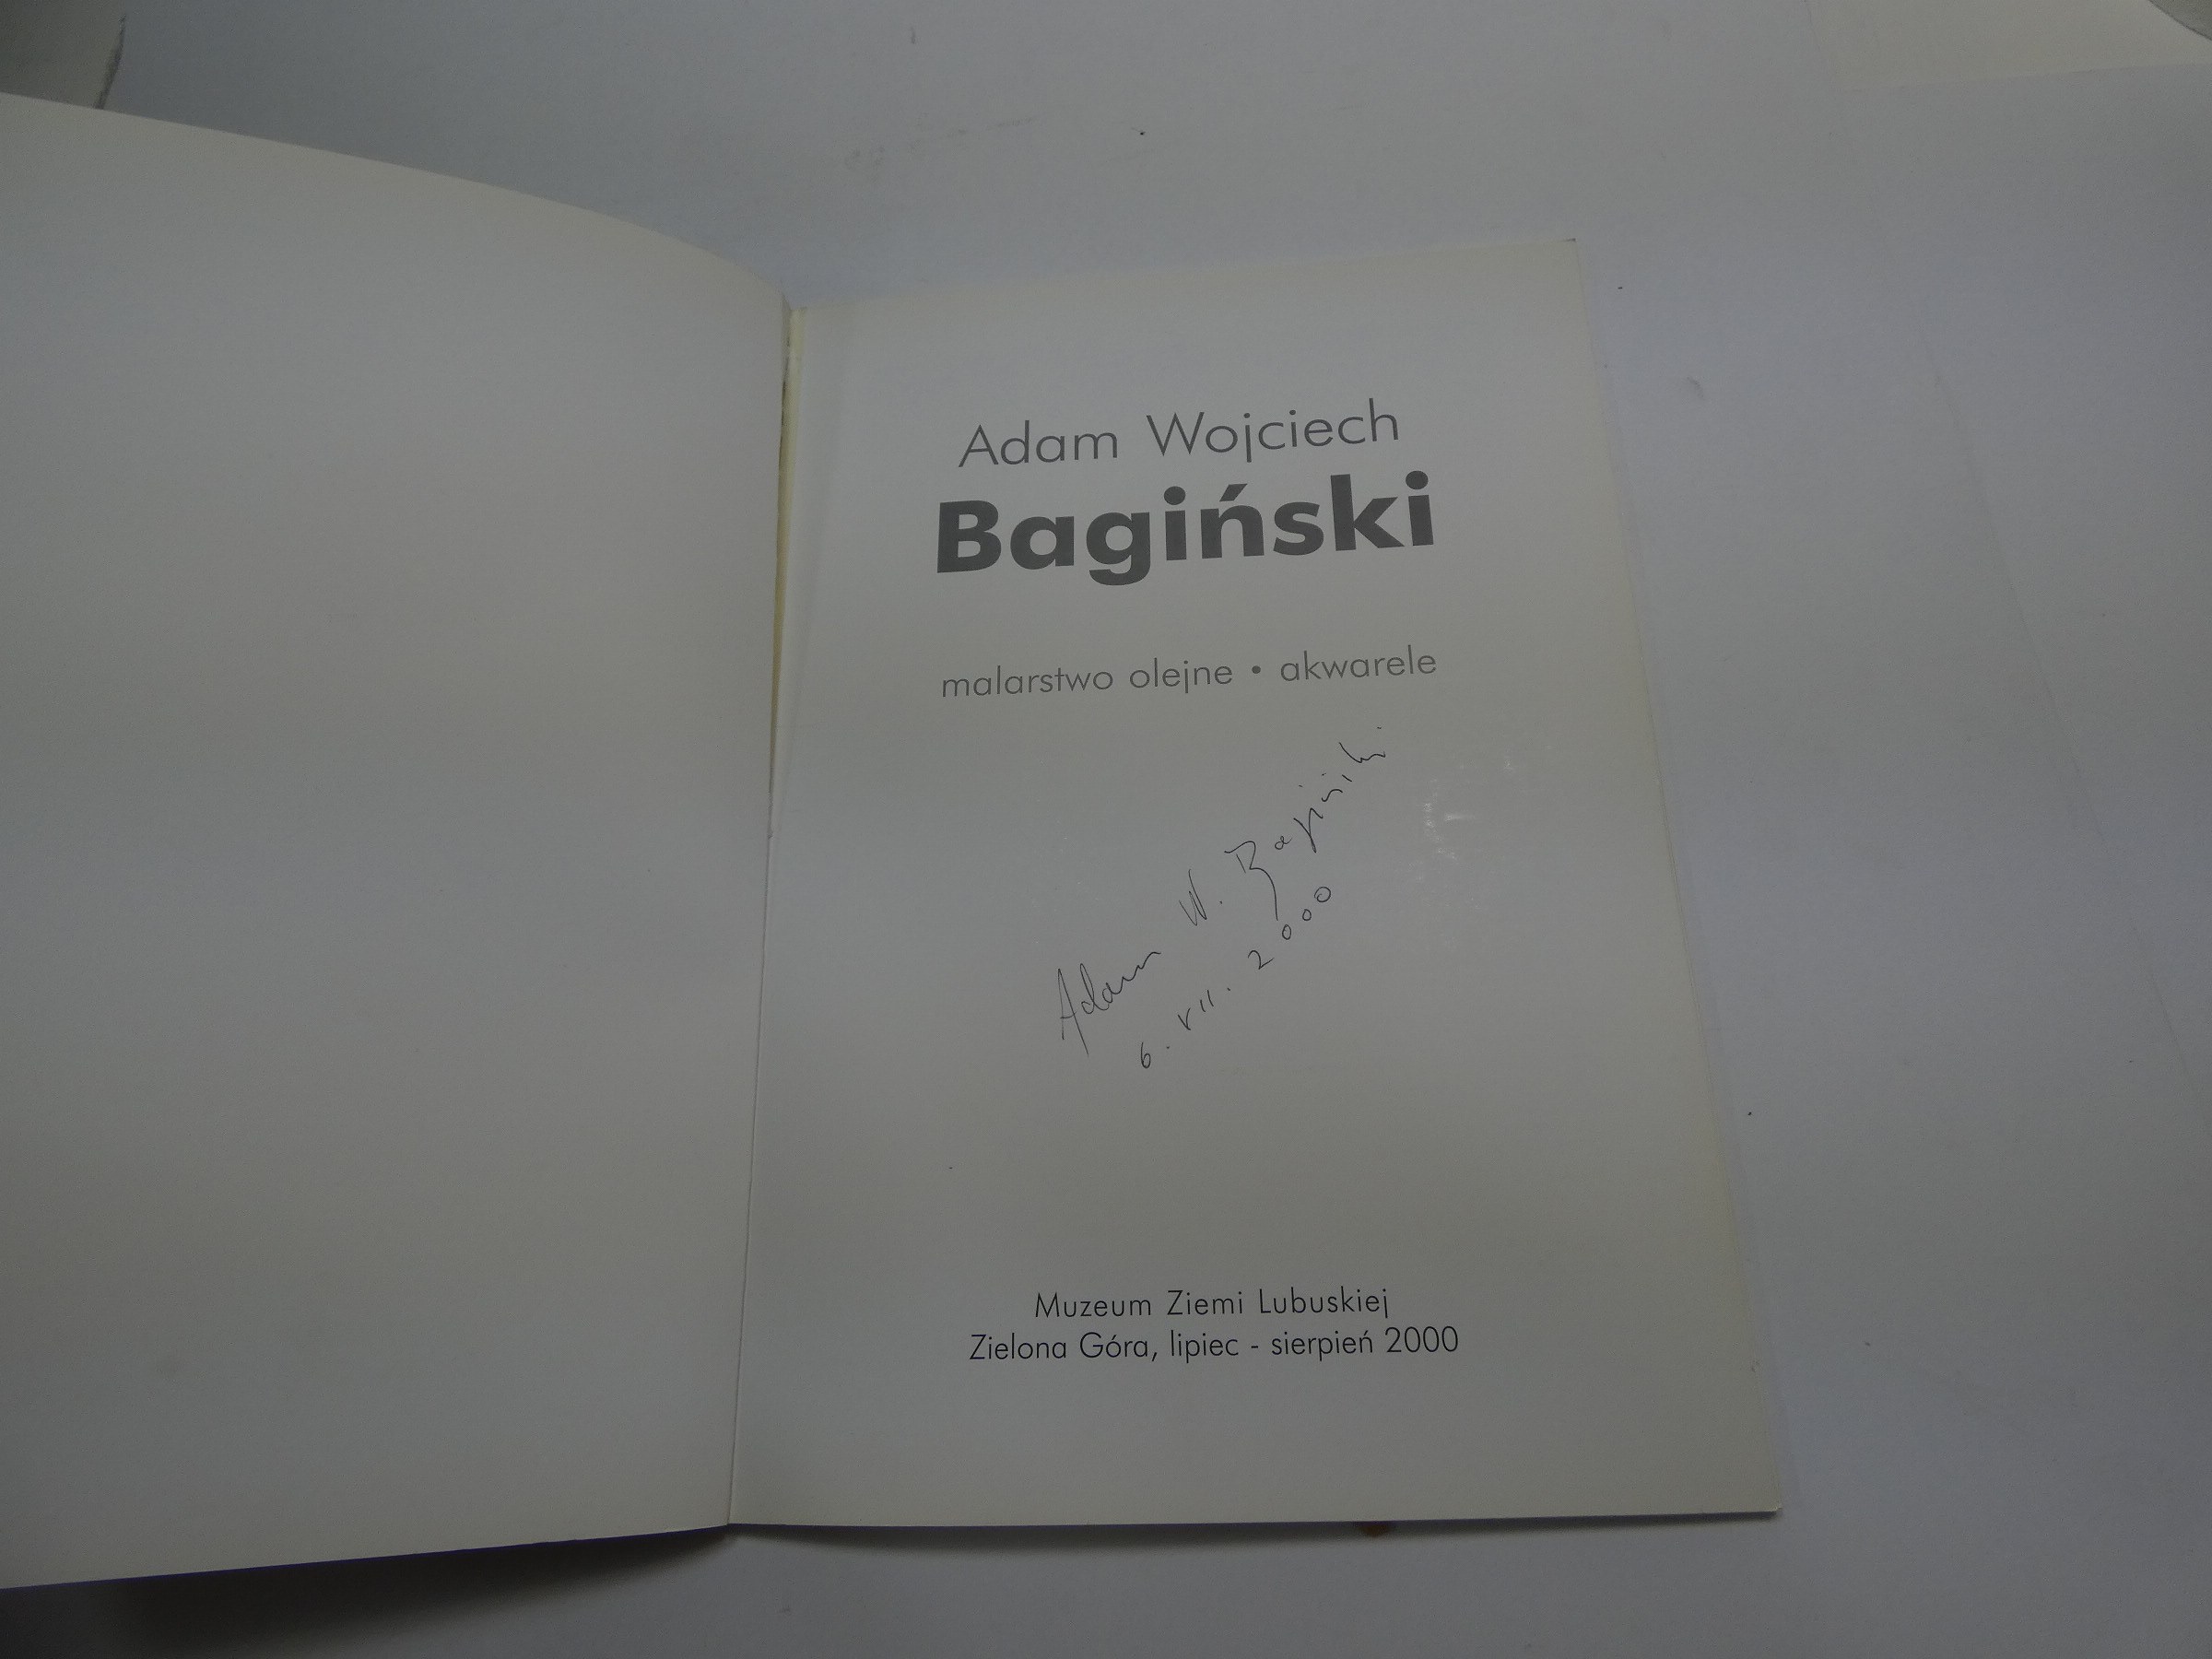 Adam Wojciech
Bagiński
malarstwo olejne • akwarele
Adam W. Bagiński
6. VII. 2000
Muzeum Ziemi Lubuskiej
Zielona Góra, lipiec - sierpień 2000